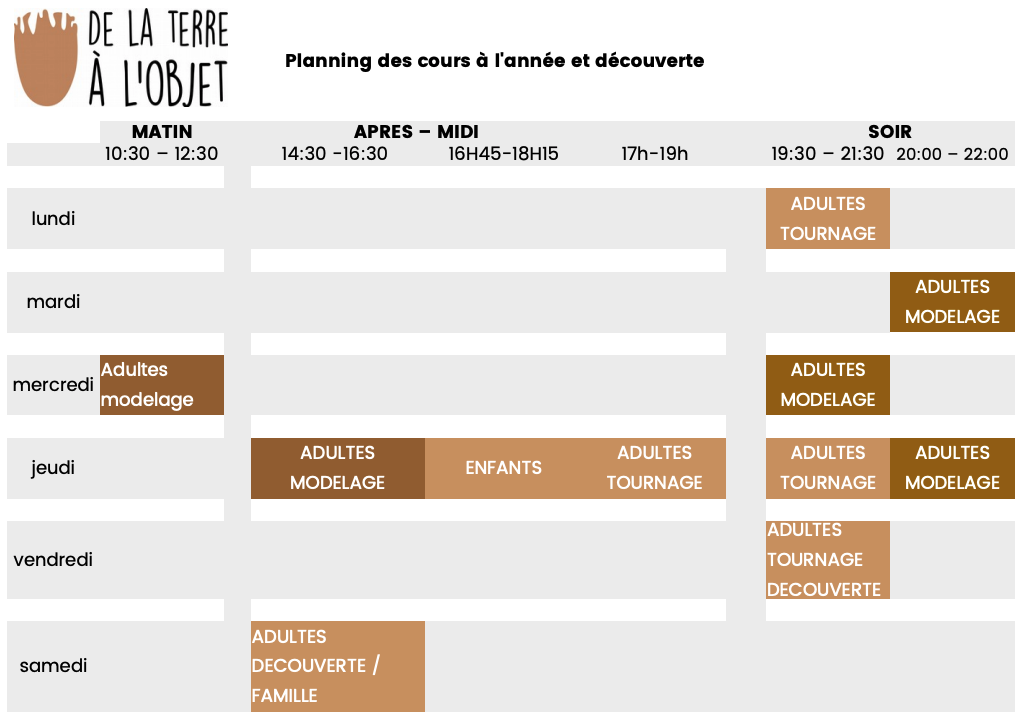 DE LA TERRE
À L'OBJET
Planning des cours à l'année et découverte
MATIN APRES – MIDI SOIR
10:30 – 12:30 14:30 -16:30 16H45-18H15 17h-19h 19:30 – 21:30 20:00 – 22:00
lundi
ADULTES
TOURNAGE
mardi
ADULTES
MODELAGE
mercredi
Adultes
modelage
ADULTES
MODELAGE
jeudi
ADULTES
MODELAGE
ENFANTS
ADULTES
TOURNAGE
ADULTES
TOURNAGE
ADULTES
MODELAGE
vendredi
ADULTES
TOURNAGE
DECOUVERTE
samedi
ADULTES
DECOUVERTE /
FAMILLE